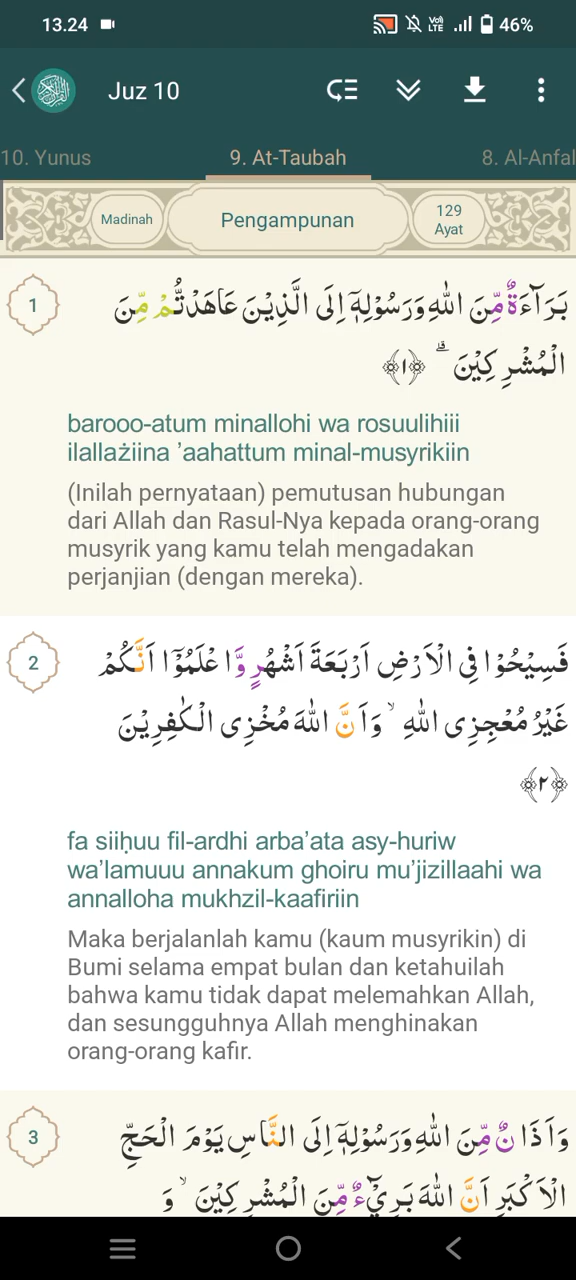 13.24
VoD LTE 46%
Juz 10
10. Yunus 9. At-Taubah 8. Al-Anfal
Madinah Pengampunan 129 Ayat
1
بَرَاۤءَةٌ مِّنَ اللّٰهِ وَرَسُوْلِهٖٓ اِلَى الَّذِيْنَ عَاهَدْتُّمْ مِّنَ
الْمُشْرِكِيْنَ ۗ ﴿١﴾
barooo-atum minallohi wa rosuulihiii
ilallażiina 'aahattum minal-musyrikiin
(Inilah pernyataan) pemutusan hubungan
dari Allah dan Rasul-Nya kepada orang-orang
musyrik yang kamu telah mengadakan
perjanjian (dengan mereka).
2
فَسِيْحُوْا فِى الْاَرْضِ اَرْبَعَةَ اَشْهُرٍ وَّا عْلَمُوْۤا اَنَّكُمْ
غَيْرُ مُعْجِزِى اللّٰهِ ۙ وَاَ نَّ اللّٰهَ مُخْزِى الْكٰفِرِيْنَ
﴿٢﴾
fa siiḥuu fil-ardhi arba'ata asy-huriw
wa'lamuuu annakum ghoiru mu'jizillaahi wa
annalloha mukhzil-kaafiriin
Maka berjalanlah kamu (kaum musyrikin) di
Bumi selama empat bulan dan ketahuilah
bahwa kamu tidak dapat melemahkan Allah,
dan sesungguhnya Allah menghinakan
orang-orang kafir.
3
وَاَ ذَا نٌ مِّنَ اللّٰهِ وَرَسُوْلِهٖۤ اِلَى النَّا سِ يَوْمَ الْحَجِّ
الْاَ كْبَرِ اَنَّ اللّٰهَ بَرِيْۤءٌ مِّنَ الْمُشْرِكِيْنَ ۙ وَ